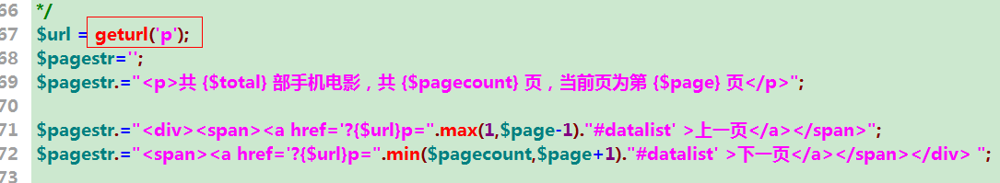 66 */
67 $url = geturl('p');
68 $pagestr='';
69 $pagestr.="<p>共 {$total} 部手机电影，共 {$pagecount} 页，当前页为第 {$page} 页</p>";
70
71 $pagestr.="<div><span><a href='?{$url}p=".max(1,$page-1)."#datalist' >上一页</a></span>";
72 $pagestr.="<span><a href='?{$url}p=".min($pagecount,$page+1)."#datalist' >下一页</a></span></div> ";
73